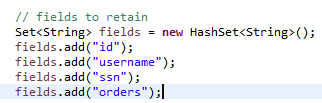 // fields to retain
Set<String> fields = new HashSet<String>();
fields.add("id");
fields.add("username");
fields.add("ssn");
fields.add("orders");